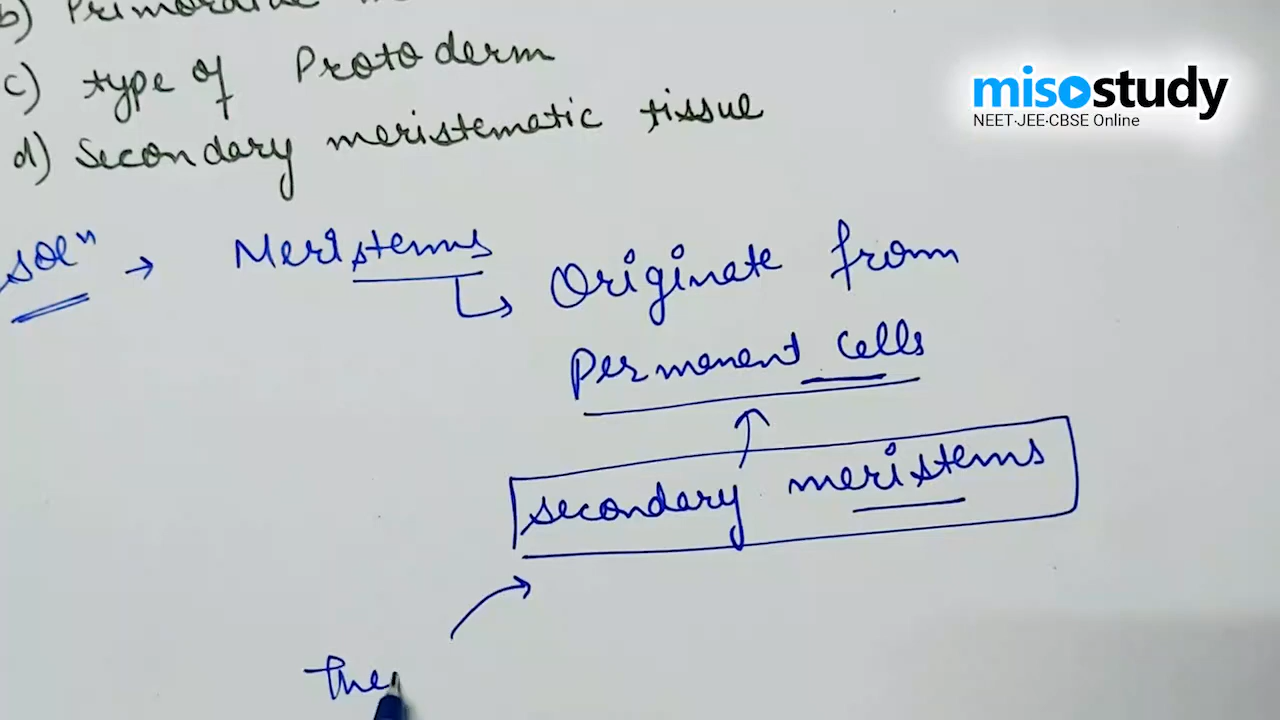 b)
c) type of Protoderm
d) Secondary meristematic tissue
misostudy
NEET·JEE·CBSE Online
Solⁿ → Meristems
Originate from
Permanent cells
secondary meristems
The